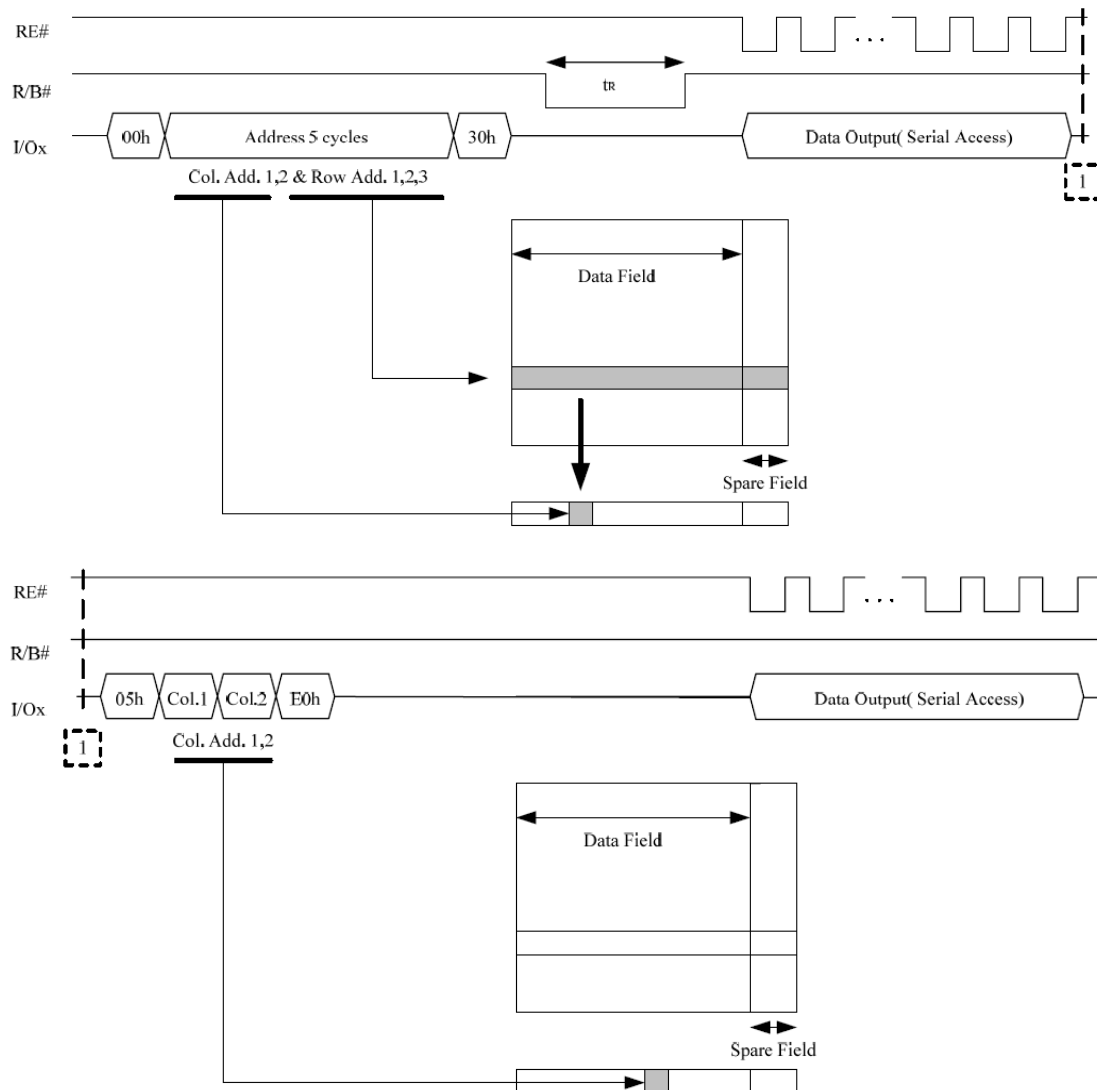 RE#
R/B#
tR
I/Ox
00h
Address 5 cycles
30h
Data Output( Serial Access)
Col. Add. 1,2 & Row Add. 1,2,3
1
Data Field
Spare Field
RE#
R/B#
I/Ox
05h
Col.1
Col.2
E0h
Data Output( Serial Access)
1
Col. Add. 1,2
Data Field
Spare Field